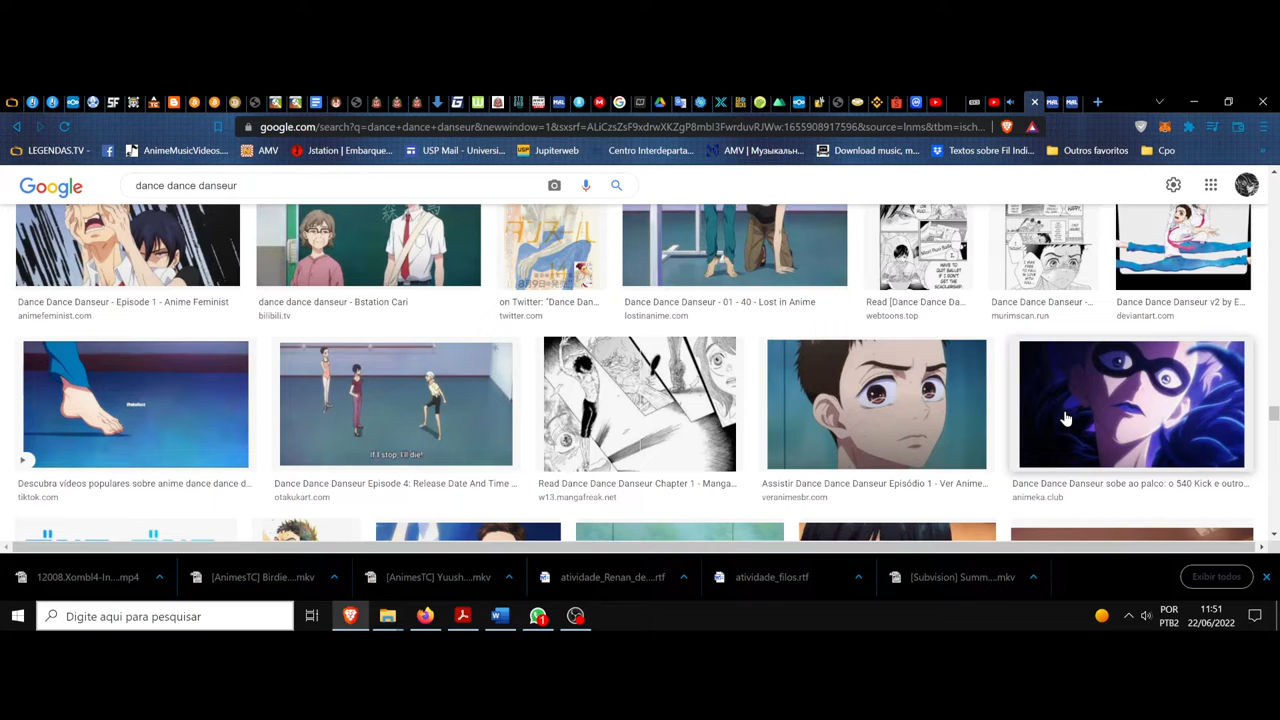 google.com/search?q=dance+dance+danseur&newwindow=1&sxsrf=ALiCzsZsF9xdrwXKZgP8mbI3FwrduvRJWw:1655908917596&source=lnms&tbm=isch...
LEGENDAS.TV
AnimeMusicVideos...
AMV
Jstation | Embarque...
USP Mail - Universi...
Jupiterweb
Centro Interdeparta...
AMV | Музыкальн...
Download music, m...
Textos sobre Fil Indi...
Outros favoritos
Cpo
Google
dance dance danseur
Dance Dance Danseur - Episode 1 - Anime Feminist
animefeminist.com
dance dance danseur - Bstation Cari
bilibili.tv
on Twitter: "Dance Dan...
twitter.com
Dance Dance Danseur - 01 - 40 - Lost in Anime
lostinanime.com
Read [Dance Dance Da...
webtoons.top
Dance Dance Danseur -...
murimscan.run
Dance Dance Danseur v2 by E...
deviantart.com
HAVE TO QUIT BALLET IF I DON'T GET THE SCHOLARSHIP.
If I stop, I'll die!
Descubra vídeos populares sobre anime dance dance d...
tiktok.com
Dance Dance Danseur Episode 4: Release Date And Time ...
otakukart.com
Read Dance Dance Danseur Chapter 1 - Manga...
w13.mangafreak.net
Assistir Dance Dance Danseur Episódio 1 - Ver Anime...
veranimesbr.com
Dance Dance Danseur sobe ao palco: o 540 Kick e outro...
animeka.club
12008.Xombl4-In....mp4
[AnimesTC] Birdie....mkv
[AnimesTC] Yuush....mkv
atividade_Renan_de....rtf
atividade_filos.rtf
[Subvision] Summ....mkv
Exibir todos
Digite aqui para pesquisar
POR
PTB2
11:51
22/06/2022